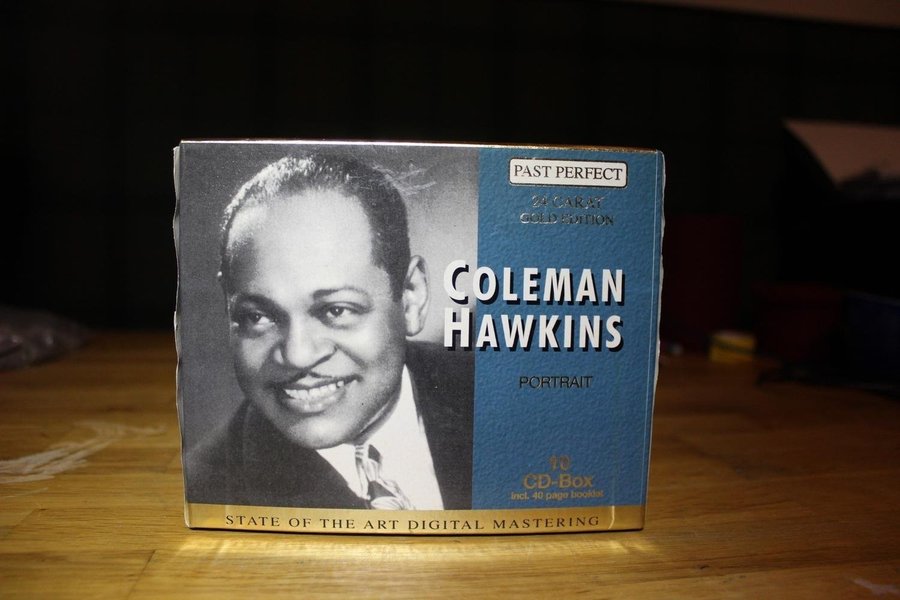 PAST PERFECT
24 CARAT
GOLD EDITION
COLEMAN
HAWKINS
PORTRAIT
10
CD-Box
incl. 40 page booklet
STATE OF THE ART DIGITAL MASTERING